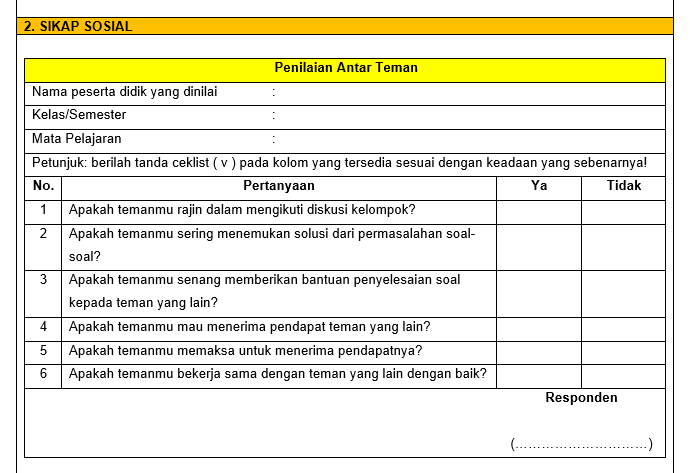 2. SIKAP SOSIAL
Penilaian Antar Teman
Nama peserta didik yang dinilai :
Kelas/Semester :
Mata Pelajaran :
Petunjuk: berilah tanda ceklist ( v ) pada kolom yang tersedia sesuai dengan keadaan yang sebenarnya!
No. Pertanyaan Ya Tidak
1 Apakah temanmu rajin dalam mengikuti diskusi kelompok?
2 Apakah temanmu sering menemukan solusi dari permasalahan soal-
soal?
3 Apakah temanmu senang memberikan bantuan penyelesaian soal
kepada teman yang lain?
4 Apakah temanmu mau menerima pendapat teman yang lain?
5 Apakah temanmu memaksa untuk menerima pendapatnya?
6 Apakah temanmu bekerja sama dengan teman yang lain dengan baik?
Responden
(…………………………)